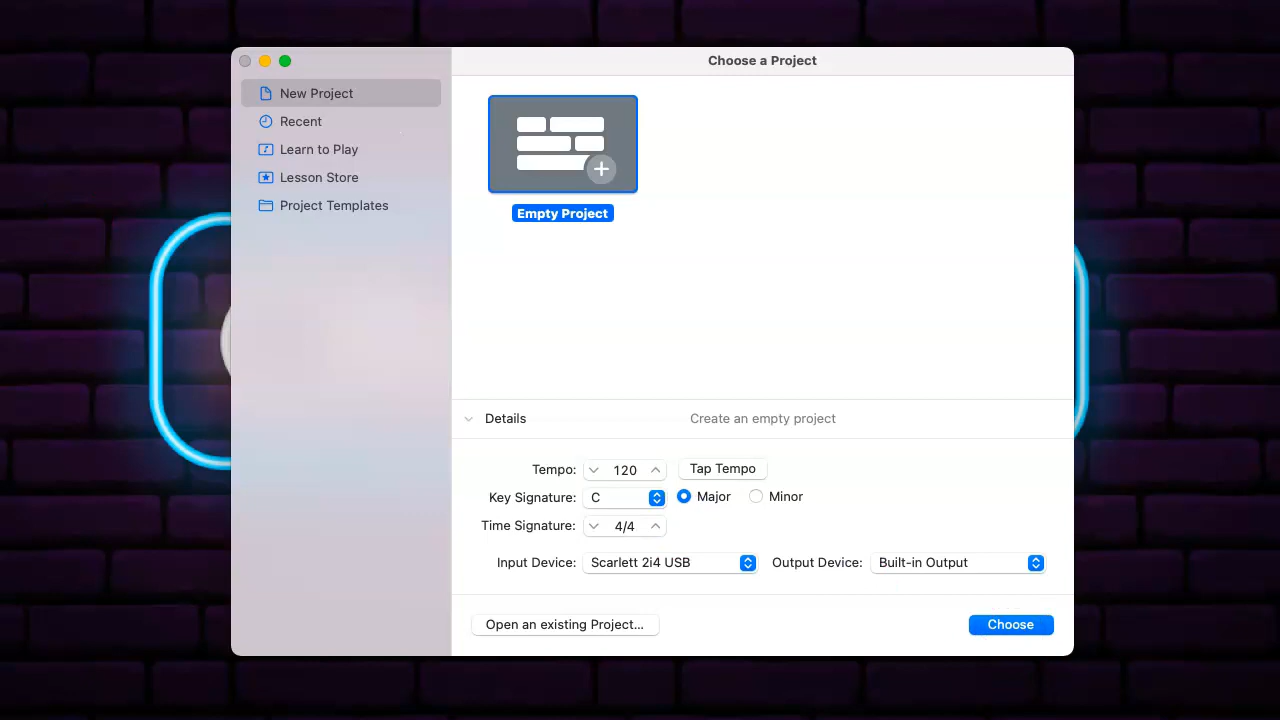 Choose a Project
New Project
Recent
Learn to Play
Lesson Store
Project Templates
Empty Project
Details
Create an empty project
Tempo: 120 Tap Tempo
Key Signature: C Major Minor
Time Signature: 4/4
Input Device: Scarlett 2i4 USB Output Device: Built-in Output
Open an existing Project... Choose